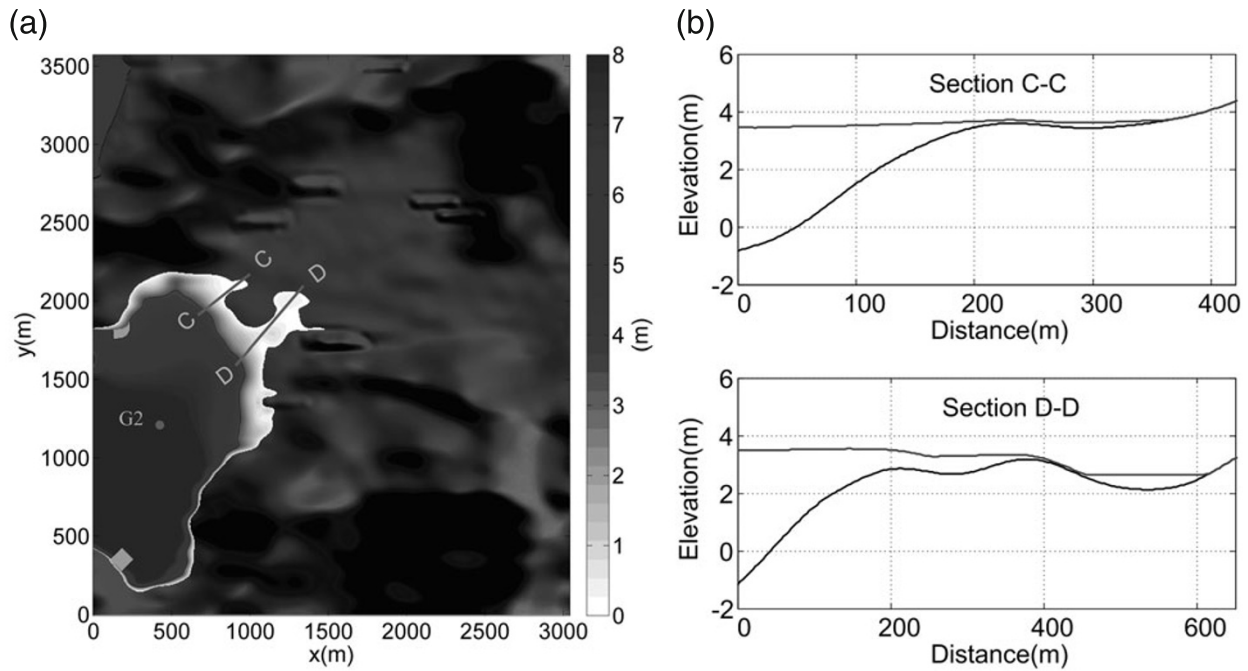 (a)
3500
3000
2500
2000
1500
1000
500
0
y(m)
0 500 1000 1500 2000 2500 3000
x(m)
C
C
D
D
G2
8
7
6
5
4
3
2
1
0
(m)
(b)
Section C-C
6
4
2
0
-2
Elevation(m)
0 100 200 300 400
Distance(m)
Section D-D
6
4
2
0
-2
Elevation(m)
0 200 400 600
Distance(m)